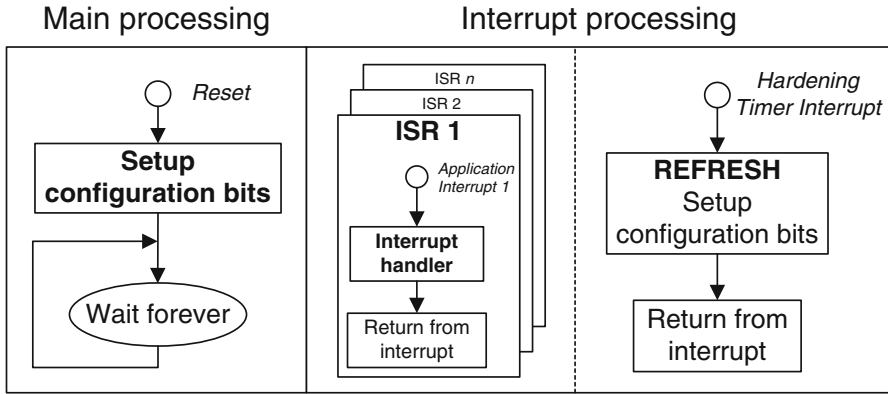 Main processing
Interrupt processing
Reset
Setup
configuration bits
Wait forever
ISR n
ISR 2
ISR 1
Application
Interrupt 1
Interrupt
handler
Return from
interrupt
Hardening
Timer Interrupt
REFRESH
Setup
configuration bits
Return from
interrupt